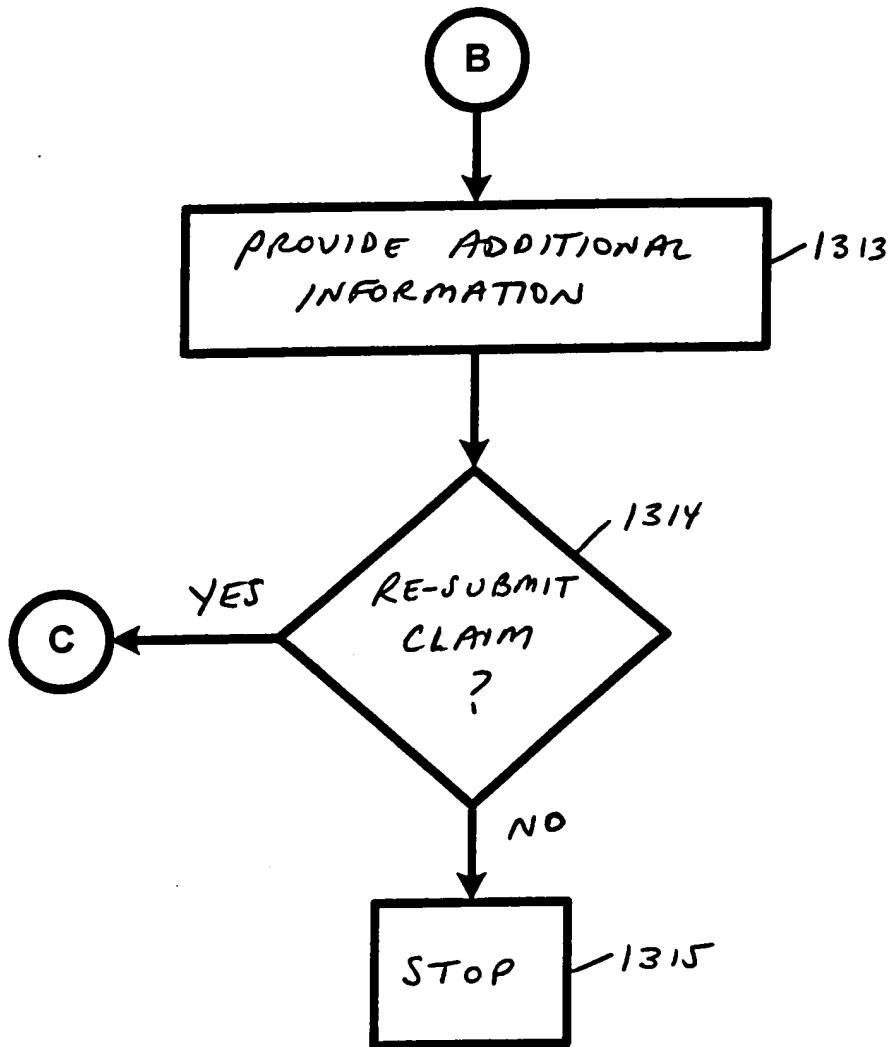 B
PROVIDE ADDITIONAL
INFORMATION
1313
1314
RE-SUBMIT
CLAIM
?
YES
C
NO
STOP
1315